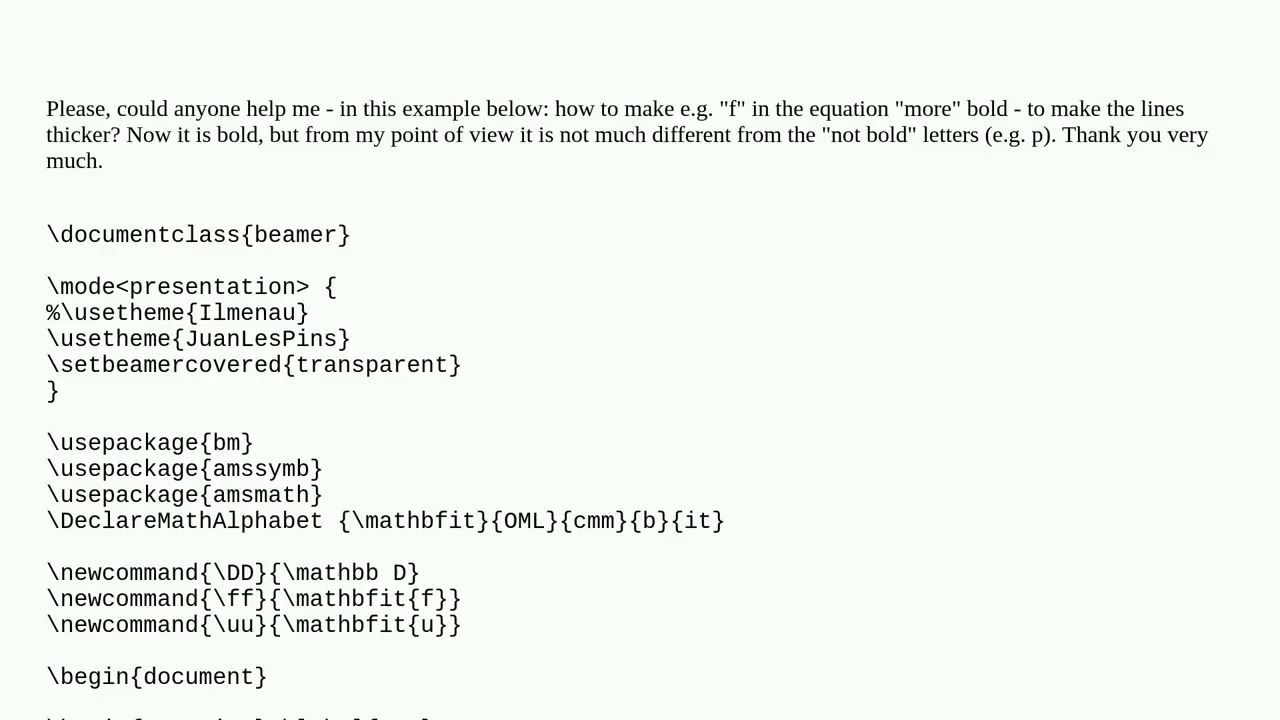 Please, could anyone help me - in this example below: how to make e.g. "f" in the equation "more" bold - to make the lines
thicker? Now it is bold, but from my point of view it is not much different from the "not bold" letters (e.g. p). Thank you very
much.
\documentclass{beamer}
\mode<presentation> {
%\usetheme{Ilmenau}
\usetheme{JuanLesPins}
\setbeamercovered{transparent}
}
\usepackage{bm}
\usepackage{amssymb}
\usepackage{amsmath}
\DeclareMathAlphabet {\mathbfit}{OML}{cmm}{b}{it}
\newcommand{\DD}{\mathbb D}
\newcommand{\ff}{\mathbfit{f}}
\newcommand{\uu}{\mathbfit{u}}
\begin{document}